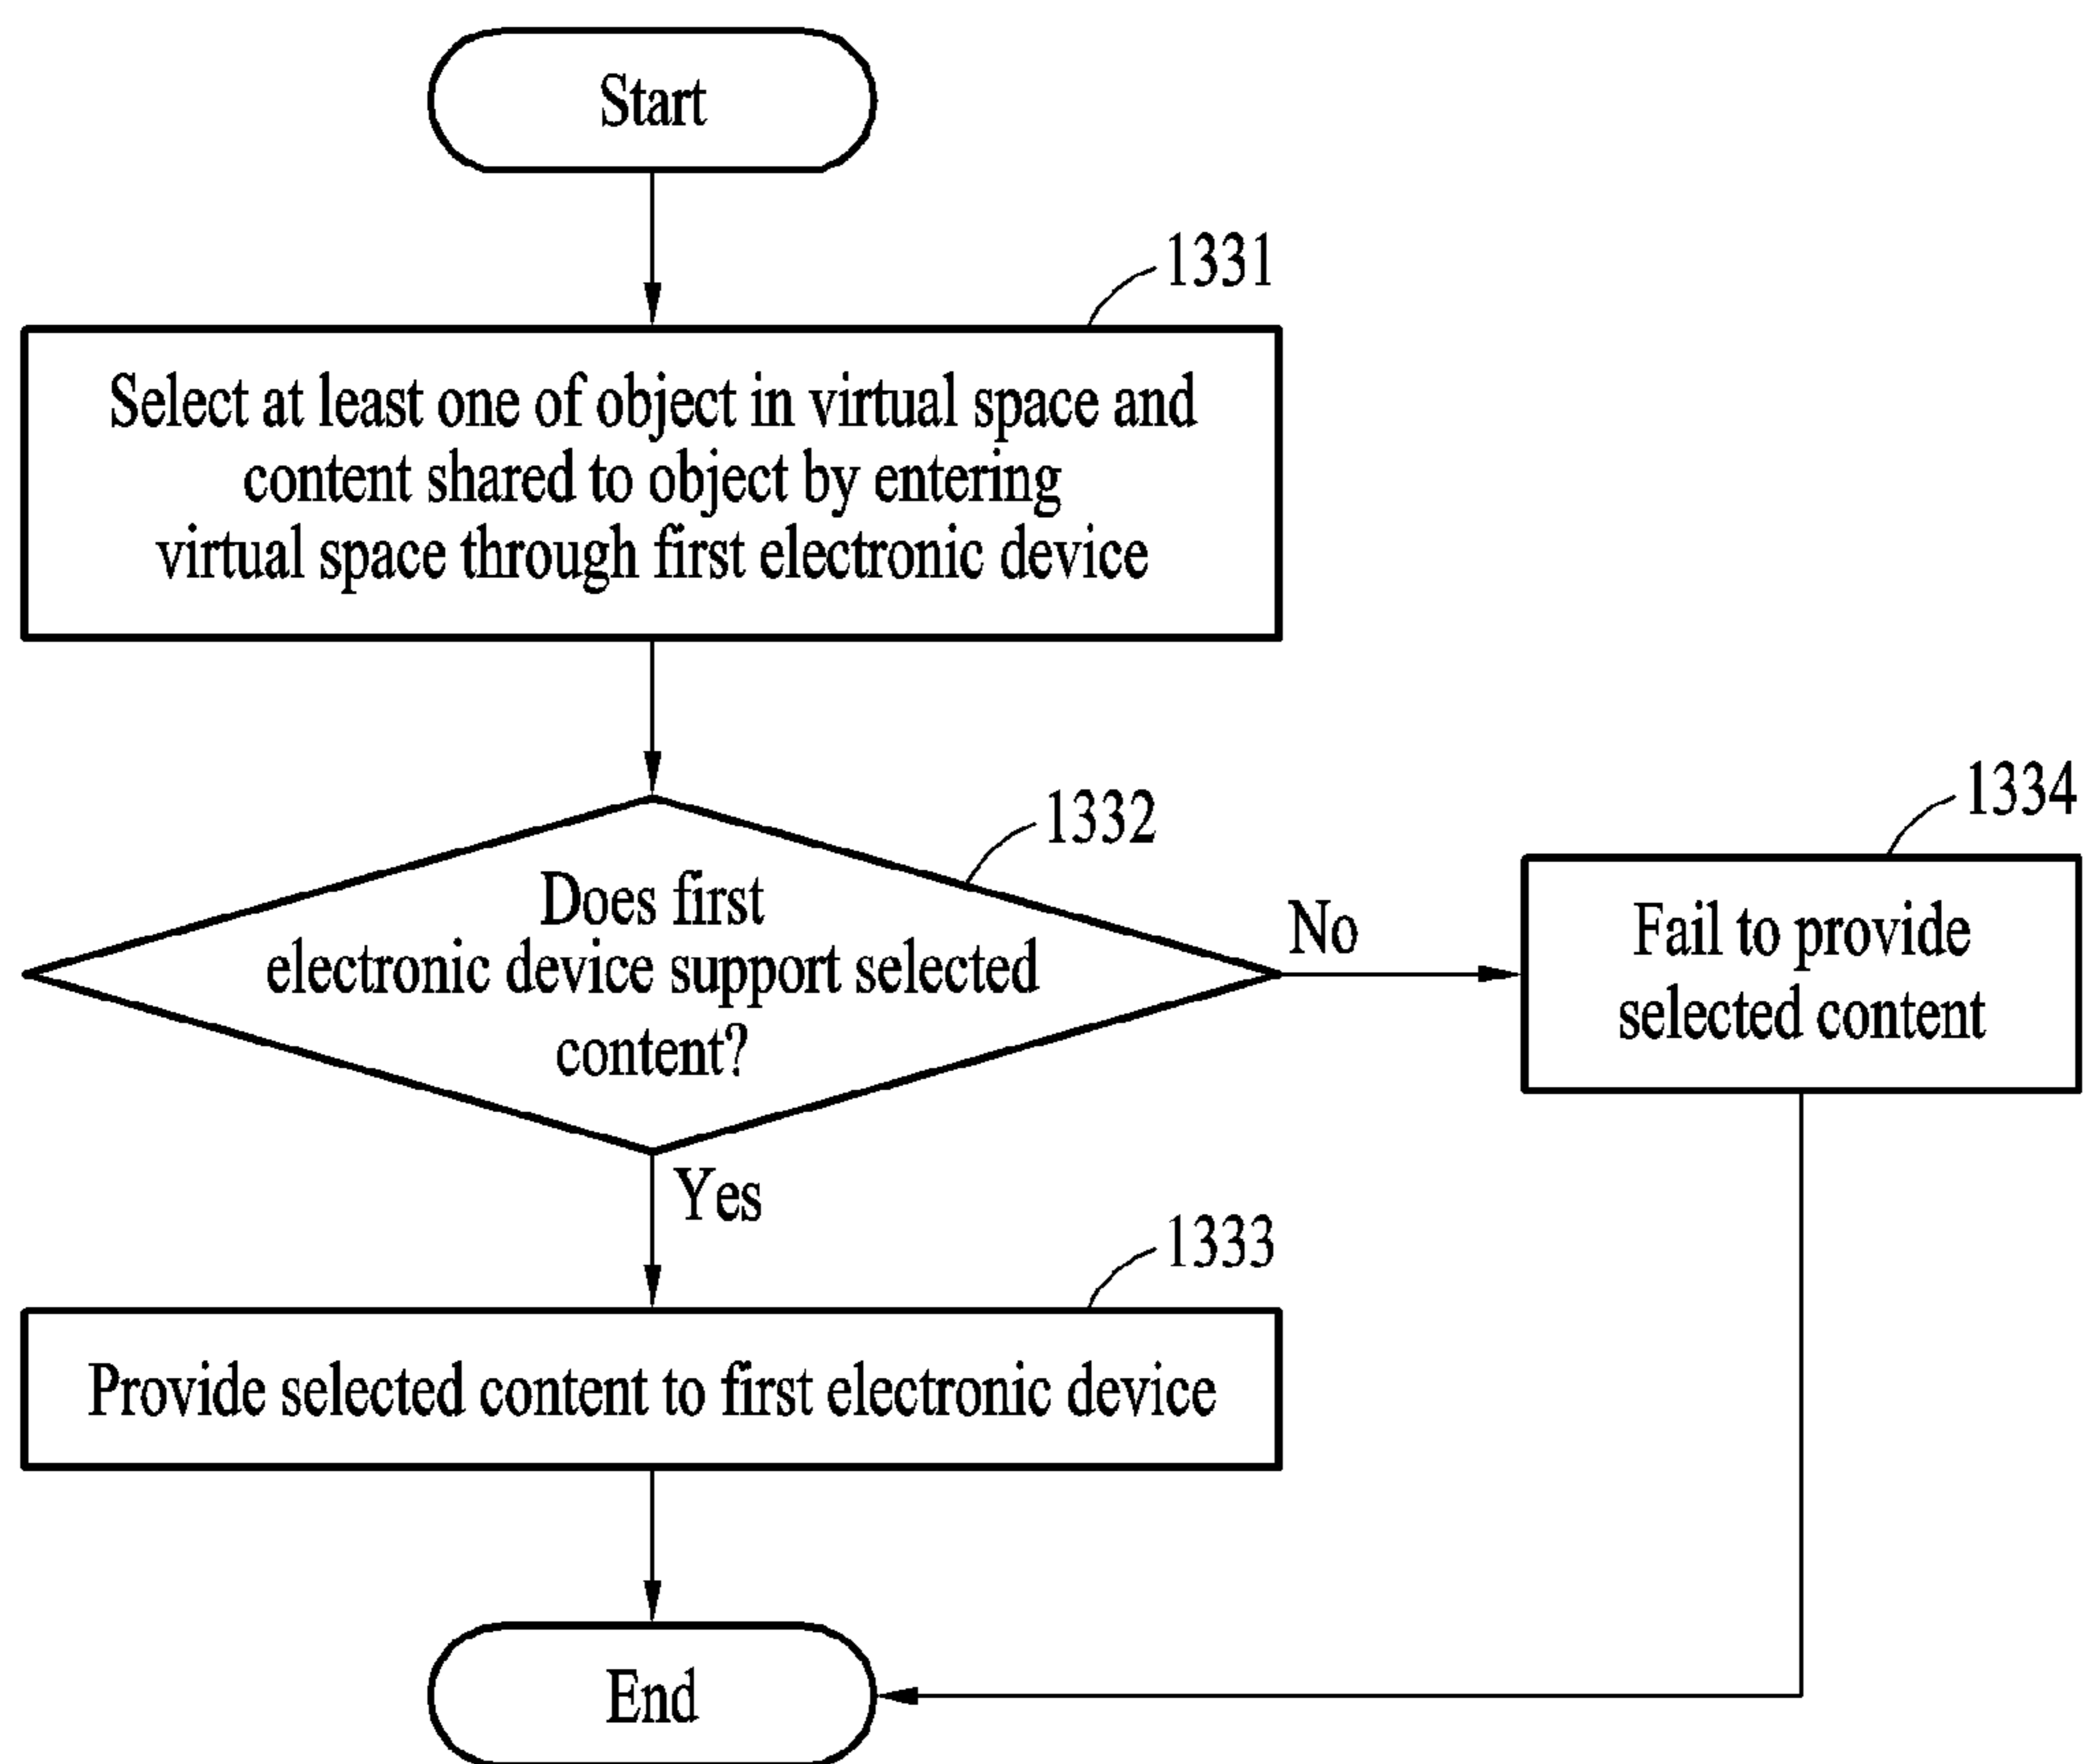 Start
1331
Select at least one of object in virtual space and
content shared to object by entering
virtual space through first electronic device
1332
Does first
electronic device support selected
content?
No
1334
Fail to provide
selected content
Yes
1333
Provide selected content to first electronic device
End